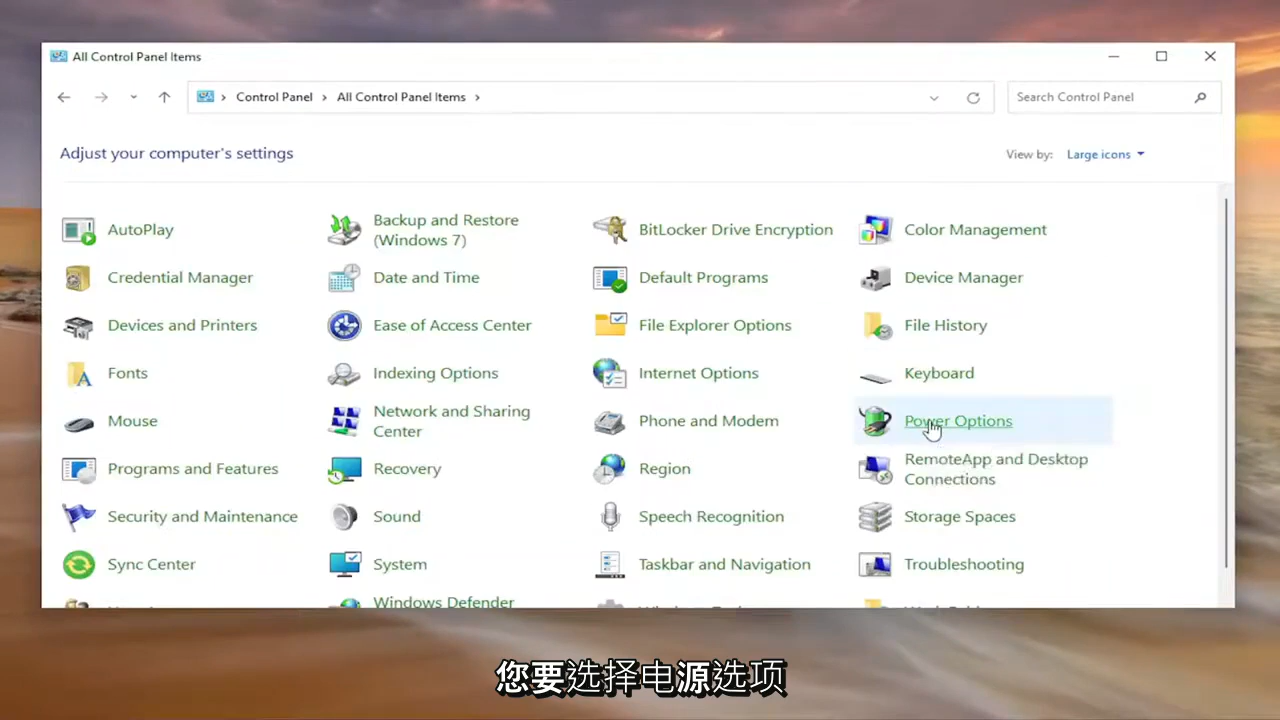 All Control Panel Items
Control Panel > All Control Panel Items >
Search Control Panel
Adjust your computer's settings
View by: Large icons
AutoPlay
Backup and Restore
(Windows 7)
BitLocker Drive Encryption
Color Management
Credential Manager
Date and Time
Default Programs
Device Manager
Devices and Printers
Ease of Access Center
File Explorer Options
File History
Fonts
Indexing Options
Internet Options
Keyboard
Mouse
Network and Sharing
Center
Phone and Modem
Power Options
Programs and Features
Recovery
Region
RemoteApp and Desktop
Connections
Security and Maintenance
Sound
Speech Recognition
Storage Spaces
Sync Center
System
Taskbar and Navigation
Troubleshooting
Windows Defender
您要选择电源选项